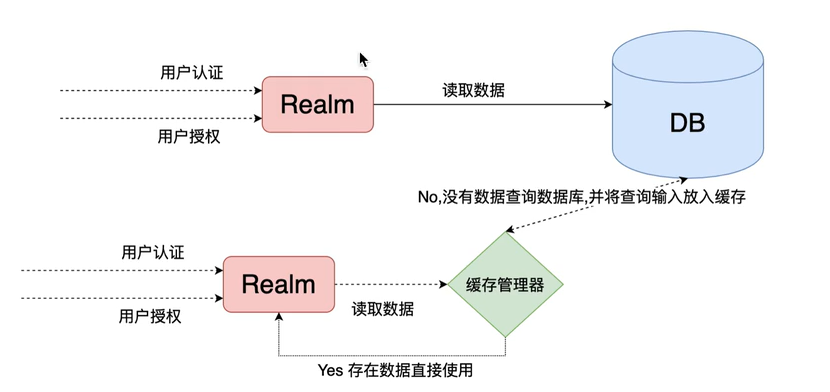 用户认证
Realm
读取数据
用户授权
DB
No,没有数据查询数据库,并将查询输入放入缓存
用户认证
Realm
读取数据
缓存管理器
用户授权
Yes 存在数据直接使用